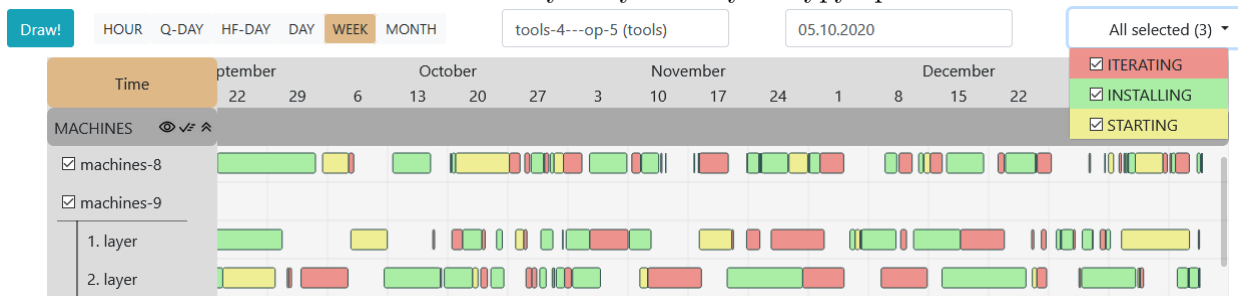 Draw! HOUR Q-DAY HF-DAY DAY WEEK MONTH tools-4---op-5 (tools) 05.10.2020 All selected (3)
ITERATING
INSTALLING
STARTING
Time
ptember October November December
22 29 6 13 20 27 3 10 17 24 1 8 15 22
MACHINES
machines-8
machines-9
1. layer
2. layer